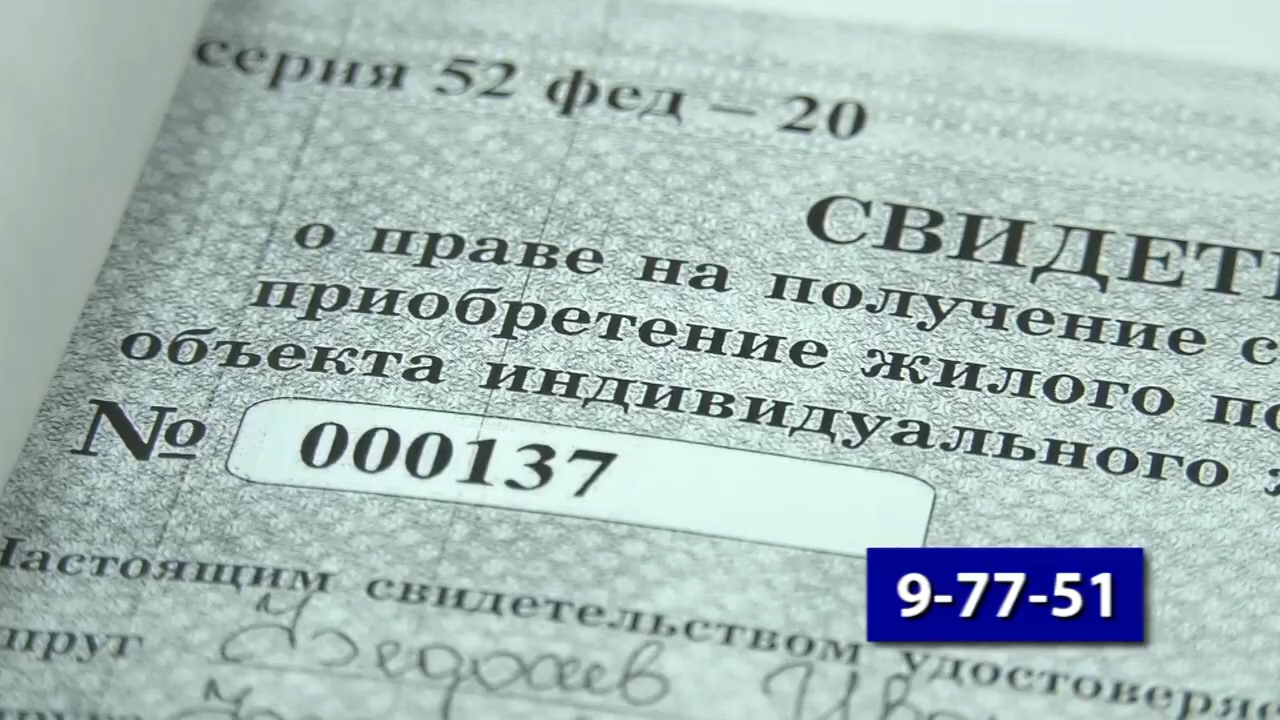 серия 52 фед – 20
СВИДЕТ
о праве на получение с
приобретение жилого по
объекта индивидуального
№ 000137
Настоящим свидетельством удостоверя
пруг
9-77-51